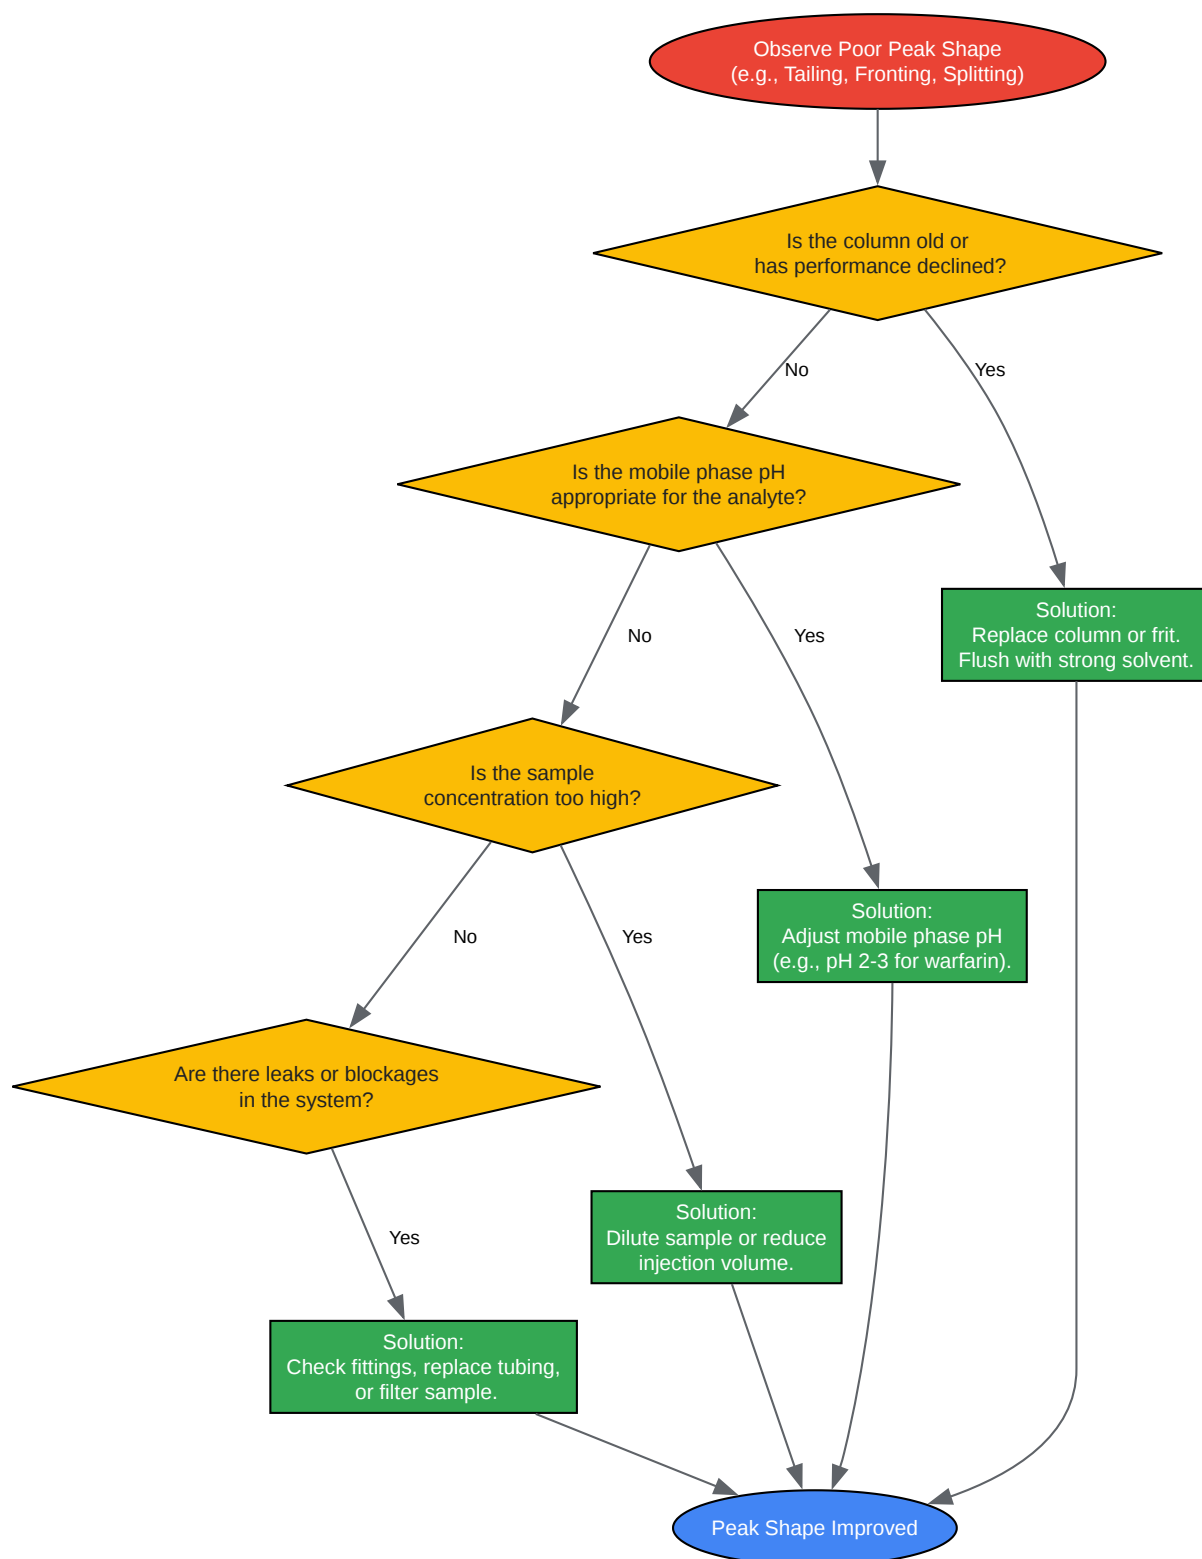 Observe Poor Peak Shape
(e.g., Tailing, Fronting, Splitting)
Is the column old or
has performance declined?
No
Yes
Is the mobile phase pH
appropriate for the analyte?
Solution:
Replace column or frit.
Flush with strong solvent.
No
Yes
Is the sample
concentration too high?
Solution:
Adjust mobile phase pH
(e.g., pH 2-3 for warfarin).
No
Yes
Are there leaks or blockages
in the system?
Solution:
Dilute sample or reduce
injection volume.
Yes
Solution:
Check fittings, replace tubing,
or filter sample.
Peak Shape Improved